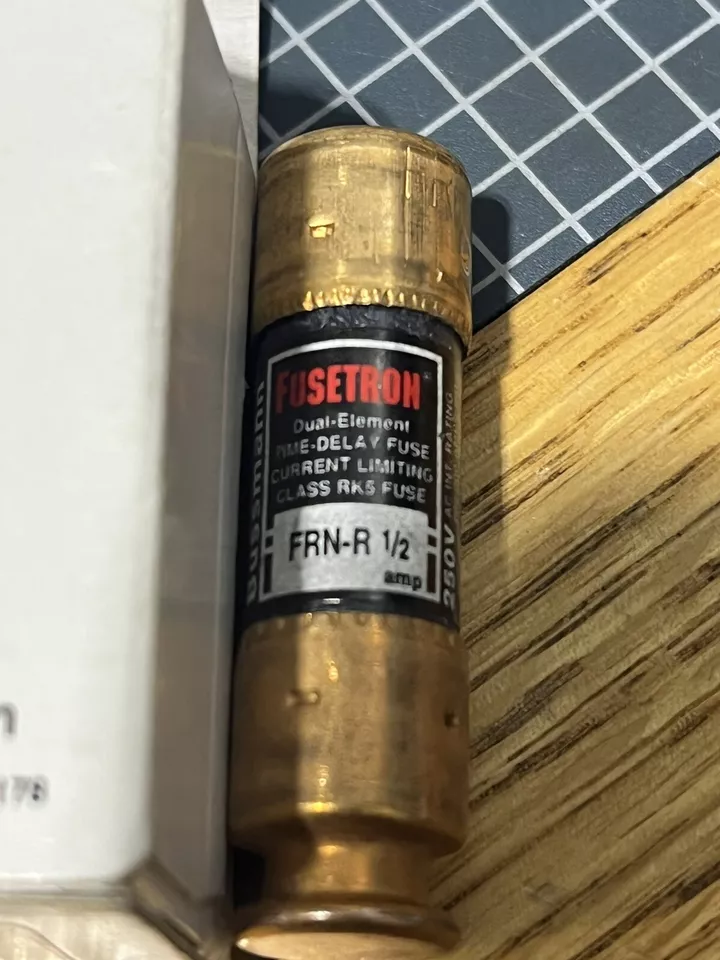 FUSETRON
Dual-Element
TIME-DELAY FUSE
CURRENT LIMITING
CLASS RK5 FUSE
FRN-R 1/2
amp
Bussmann
250V AC INT. RATING
178